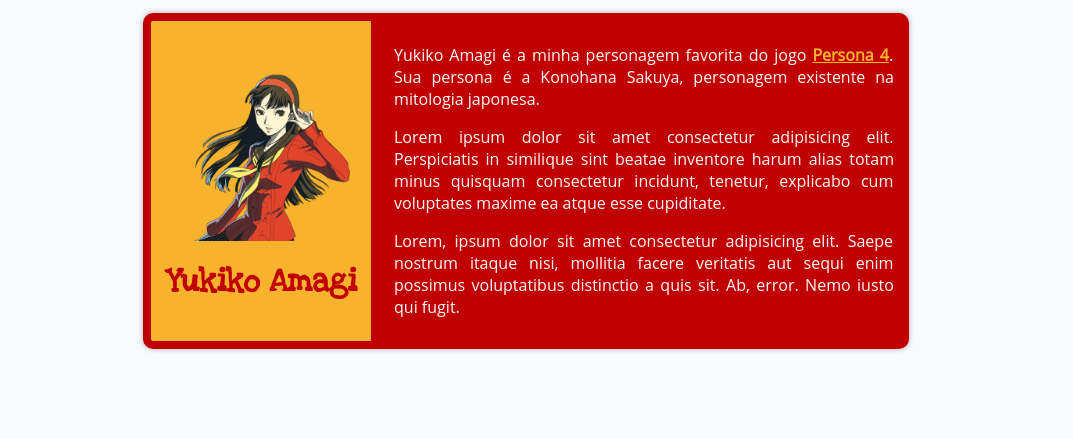 Yukiko Amagi
Yukiko Amagi é a minha personagem favorita do jogo Persona 4.
Sua persona é a Konohana Sakuya, personagem existente na
mitologia japonesa.
Lorem ipsum dolor sit amet consectetur adipisicing elit.
Perspiciatis in similique sint beatae inventore harum alias totam
minus quisquam consectetur incidunt, tenetur, explicabo cum
voluptates maxime ea atque esse cupiditate.
Lorem, ipsum dolor sit amet consectetur adipisicing elit. Saepe
nostrum itaque nisi, mollitia facere veritatis aut sequi enim
possimus voluptatibus distinctio a quis sit. Ab, error. Nemo iusto
qui fugit.